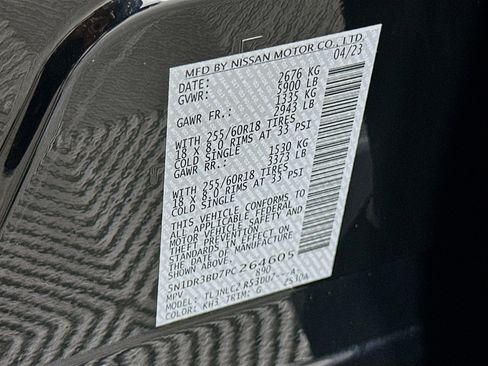 MFD BY NISSAN MOTOR CO., LTD.
DATE: 04/23
GVWR: 2676 KG
5900 LB
GAWR FR.: 1335 KG
2943 LB
WITH 255/60R18 TIRES
18 X 8.0 RIMS AT 33 PSI
COLD SINGLE
GAWR RR.: 1530 KG
3373 LB
WITH 255/60R18 TIRES
18 X 8.0 RIMS AT 33 PSI
COLD SINGLE
THIS VEHICLE CONFORMS TO
ALL APPLICABLE FEDERAL
MOTOR VEHICLE SAFETY AND
THEFT PREVENTION
STANDARDS IN EFFECT ON
THE DATE OF MANUFACTURE
SHOWN ABOVE.
5N1DR3BD7PC264605
MPV 890
MODEL:
COLOR: KH3 TRIM: G 2S30A